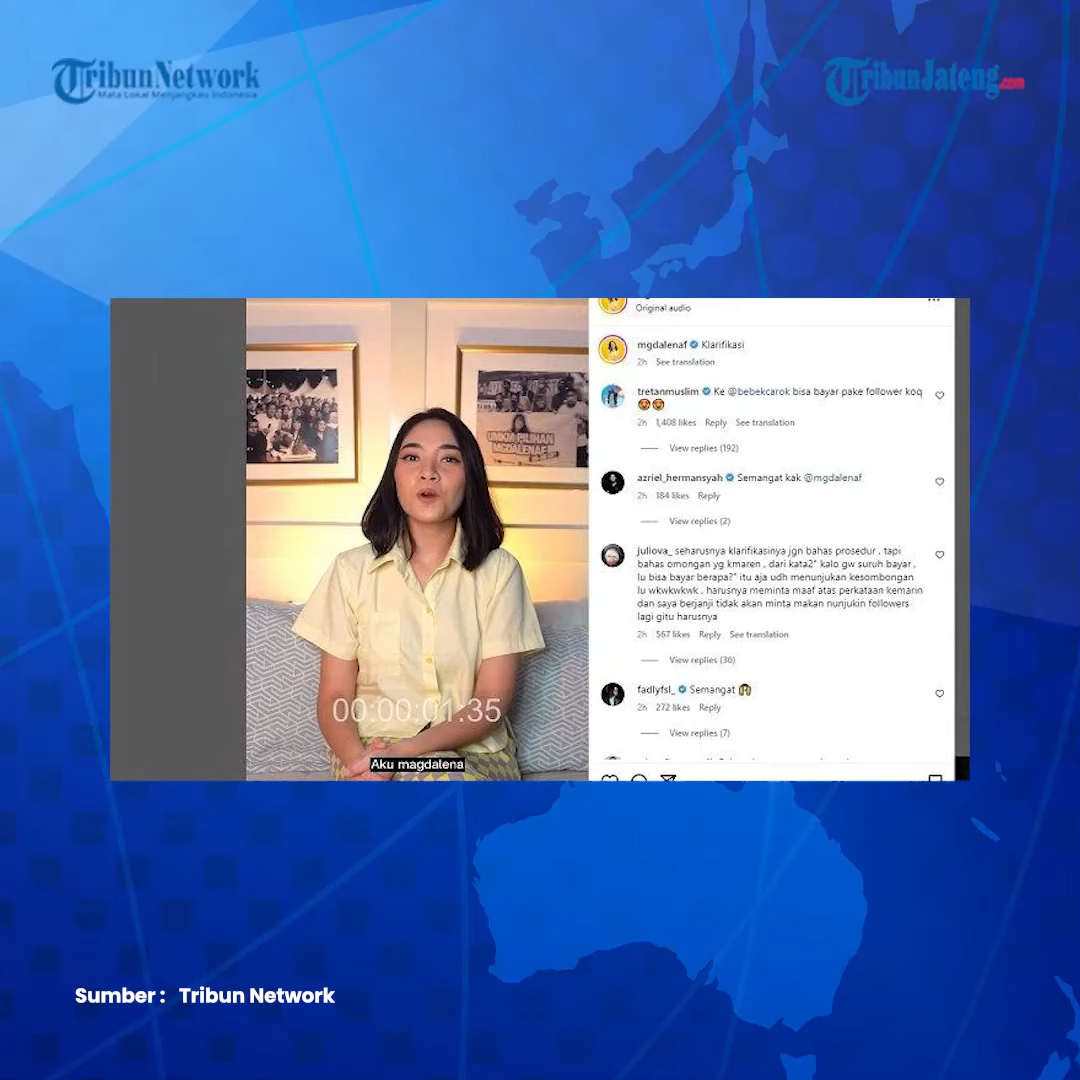 TribunNetwork
Mata Lokal Menjangkau Indonesia
TribunJateng.com
Original audio
mgdalenaf Klarifikasi
2h See translation
tretanmuslim Ke @bebekcarok bisa bayar pake follower koq
2h 1,408 likes Reply See translation
View replies (192)
azriel_hermansyah Semangat kak @mgdalenaf
2h 184 likes Reply
View replies (2)
juliova_ seharusnya klarifikasinya jgn bahas prosedur , tapi
bahas omongan yg kmaren , dari kata2" kalo gw suruh bayar ,
lu bisa bayar berapa?" itu aja udh menunjukan kesombongan
lu wkwkwkwk , harusnya meminta maaf atas perkataan kemarin
dan saya berjanji tidak akan minta makan nunjukin followers
lagi gitu harusnya
2h 567 likes Reply See translation
View replies (36)
fadlyfsl_ Semangat
2h 272 likes Reply
View replies (7)
UMKM PILIHAN
MGDALENAF
00:00:01.35
Aku magdalena
Sumber : Tribun Network